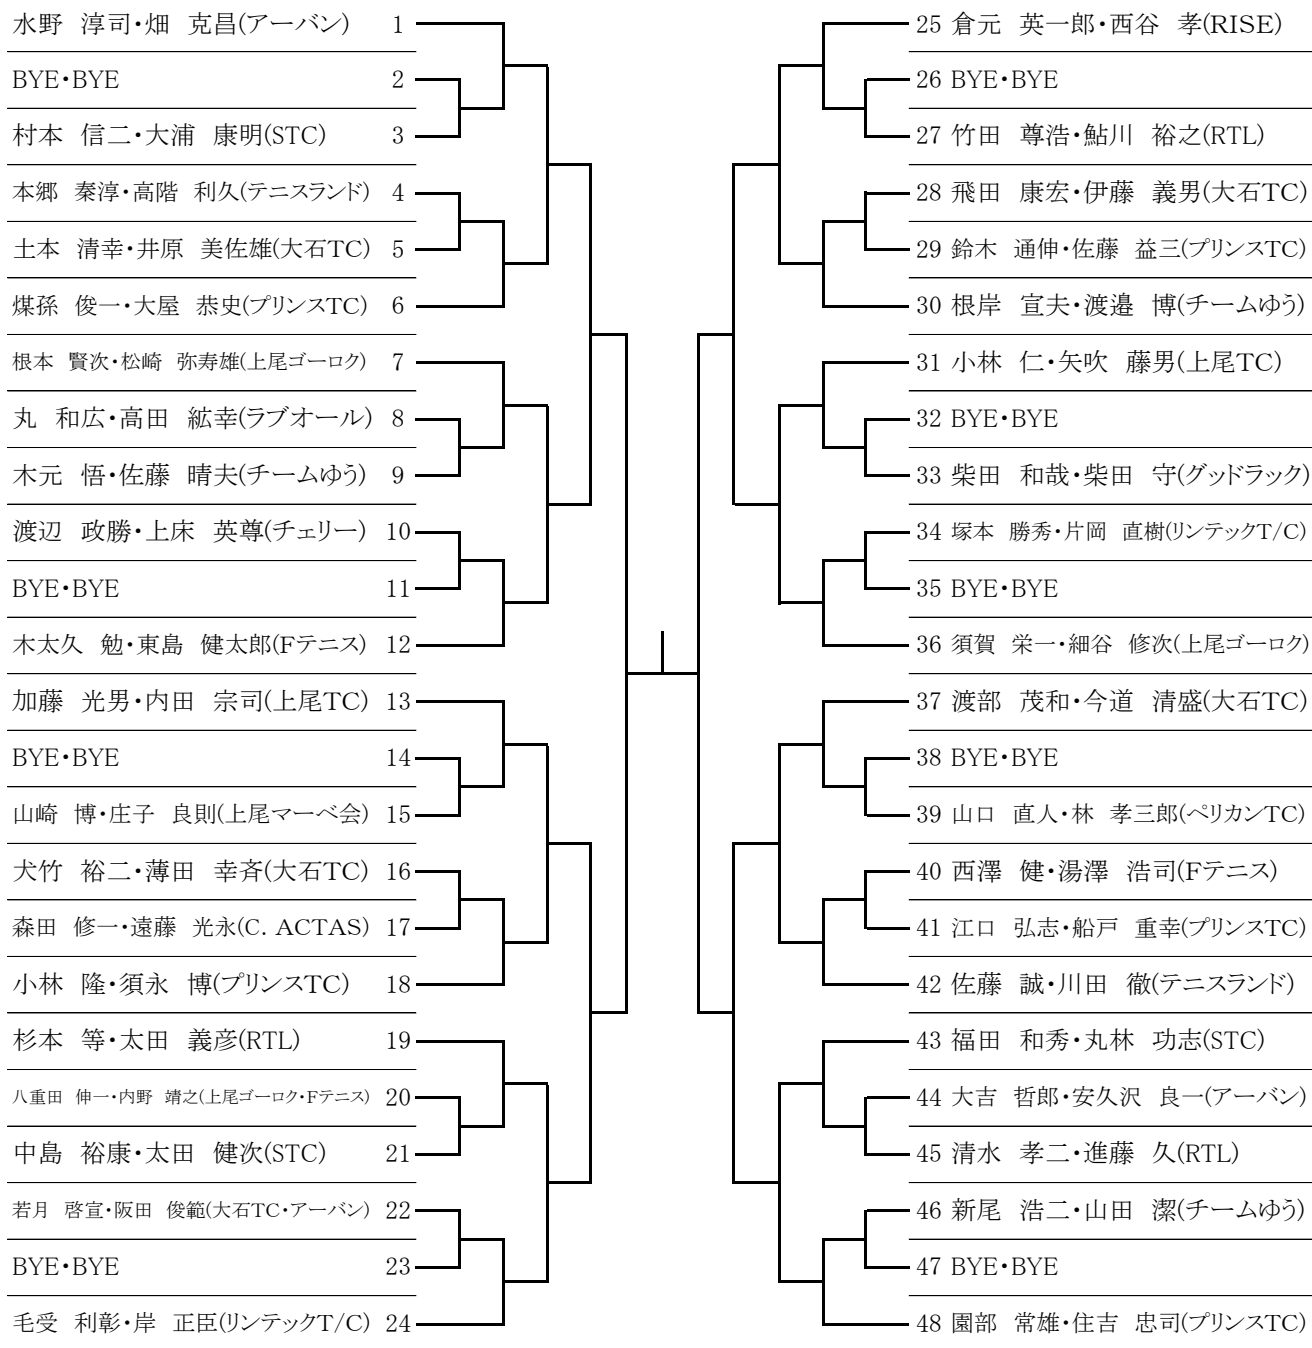 水野 淳司・畑 克昌(アーバン) 1
BYE・BYE 2
村本 信二・大浦 康明(STC) 3
本郷 秦淳・高階 利久(テニスランド) 4
土本 清幸・井原 美佐雄(大石TC) 5
煤孫 俊一・大屋 恭史(プリンスTC) 6
根本 賢次・松崎 弥寿雄(上尾ゴーロク) 7
丸 和広・高田 紘幸(ラブオール) 8
木元 悟・佐藤 晴夫(チームゆう) 9
渡辺 政勝・上床 英尊(チェリー) 10
BYE・BYE 11
木太久 勉・東島 健太郎(Fテニス) 12
加藤 光男・内田 宗司(上尾TC) 13
BYE・BYE 14
山崎 博・庄子 良則(上尾マーベ会) 15
犬竹 裕二・薄田 幸斉(大石TC) 16
森田 修一・遠藤 光永(C. ACTAS) 17
小林 隆・須永 博(プリンスTC) 18
杉本 等・太田 義彦(RTL) 19
八重田 伸一・内野 靖之(上尾ゴーロク・Fテニス) 20
中島 裕康・太田 健次(STC) 21
若月 啓宣・阪田 俊範(大石TC・アーバン) 22
BYE・BYE 23
毛受 利彰・岸 正臣(リンテックT/C) 24
25 倉元 英一郎・西谷 孝(RISE)
26 BYE・BYE
27 竹田 尊浩・鮎川 裕之(RTL)
28 飛田 康宏・伊藤 義男(大石TC)
29 鈴木 通伸・佐藤 益三(プリンスTC)
30 根岸 宣夫・渡邉 博(チームゆう)
31 小林 仁・矢吹 藤男(上尾TC)
32 BYE・BYE
33 柴田 和哉・柴田 守(グッドラック)
34 塚本 勝秀・片岡 直樹(リンテックT/C)
35 BYE・BYE
36 須賀 栄一・細谷 修次(上尾ゴーロク)
37 渡部 茂和・今道 清盛(大石TC)
38 BYE・BYE
39 山口 直人・林 孝三郎(ペリカンTC)
40 西澤 健・湯澤 浩司(Fテニス)
41 江口 弘志・船戸 重幸(プリンスTC)
42 佐藤 誠・川田 徹(テニスランド)
43 福田 和秀・丸林 功志(STC)
44 大吉 哲郎・安久沢 良一(アーバン)
45 清水 孝二・進藤 久(RTL)
46 新尾 浩二・山田 潔(チームゆう)
47 BYE・BYE
48 園部 常雄・住吉 忠司(プリンスTC)